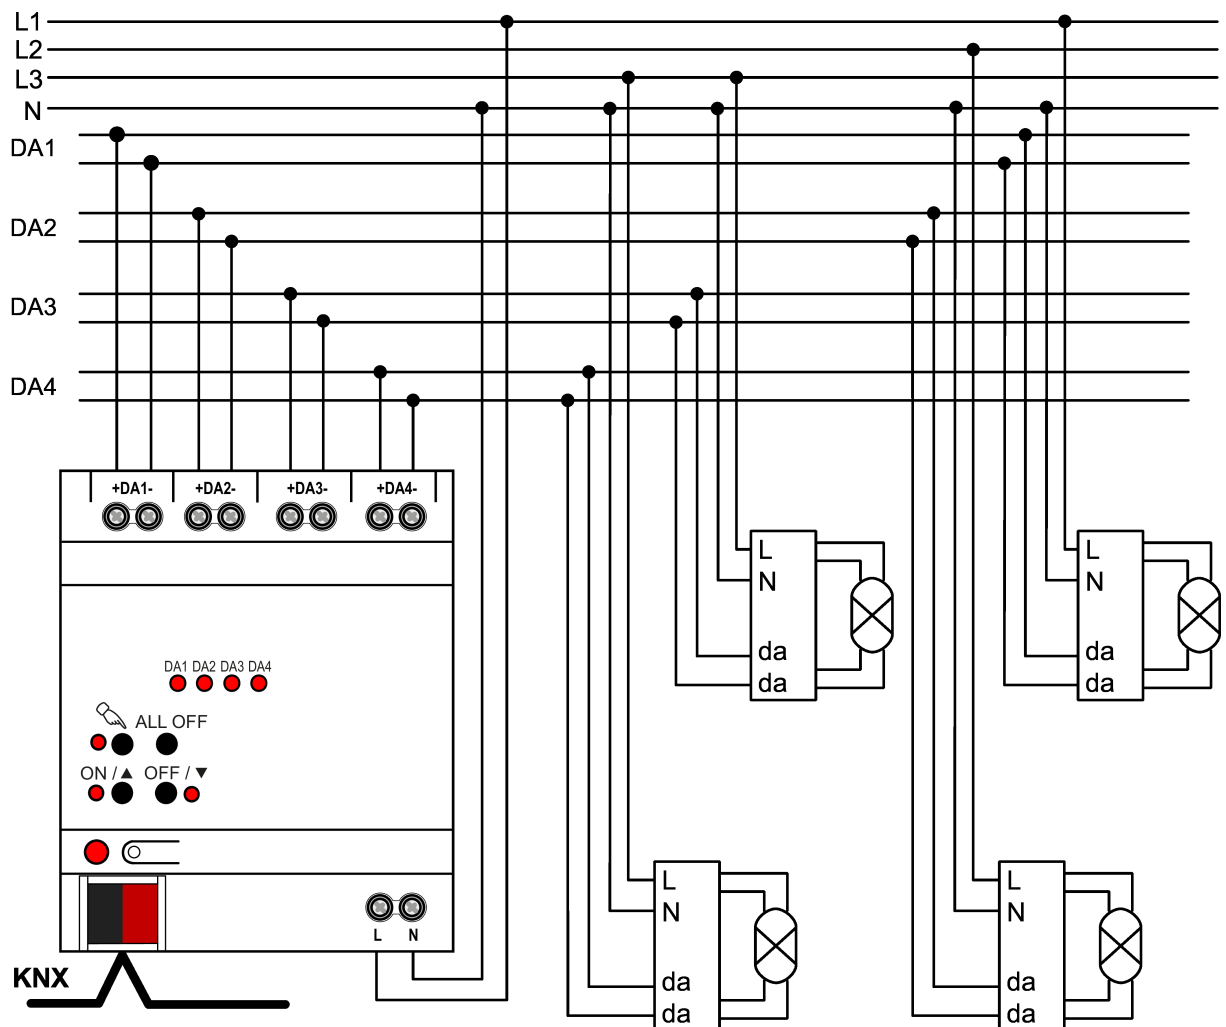 L1
L2
L3
N
DA1
DA2
DA3
DA4
+DA1- +DA2- +DA3- +DA4-
DA1 DA2 DA3 DA4
ALL OFF
ON / ▲ OFF / ▼
L N
KNX
L
N
da
da
L
N
da
da
L
N
da
da
L
N
da
da